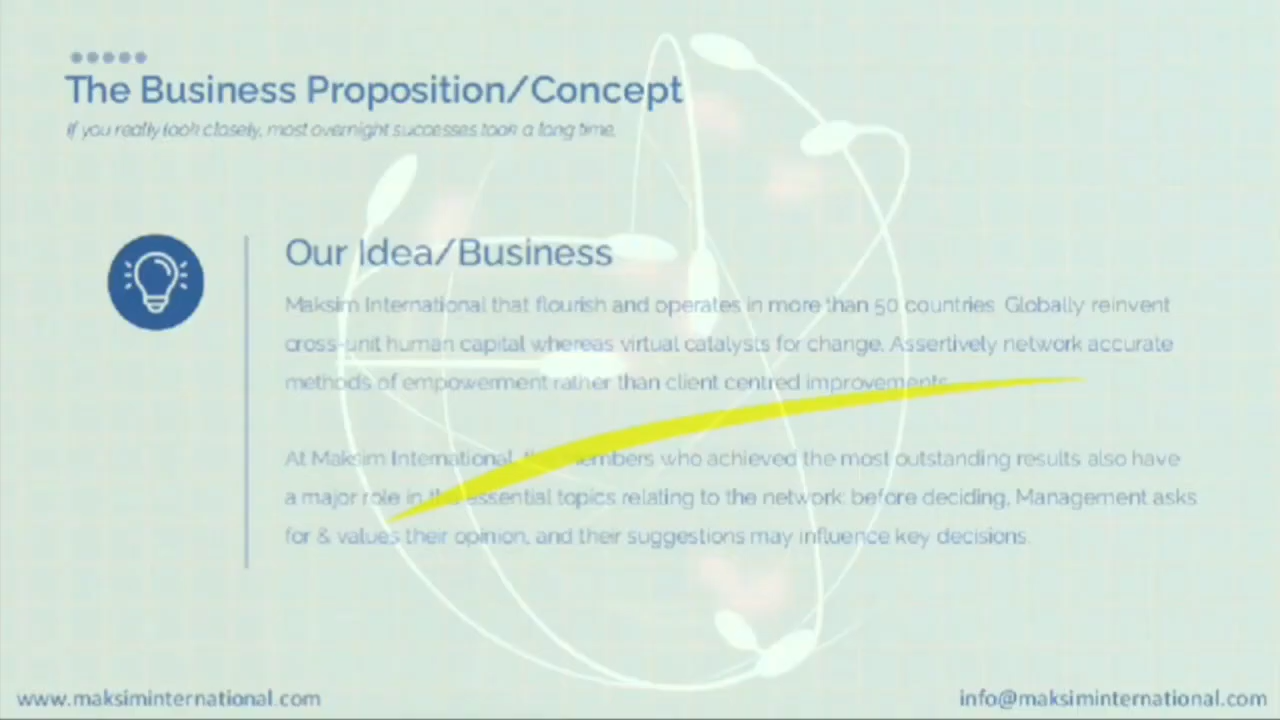 The Business Proposition/Concept
If you really look closely, most overnight successes took a long time.
Our Idea/Business
Maksim International that flourish and operates in more than 50 countries. Globally reinvent
cross-unit human capital whereas virtual catalysts for change. Assertively network accurate
methods of empowerment rather than client centred improvements.
At Maksim International, the members who achieved the most outstanding results also have
a major role in the essential topics relating to the network: before deciding, Management asks
for & values their opinion, and their suggestions may influence key decisions.
www.maksiminternational.com
info@maksiminternational.com